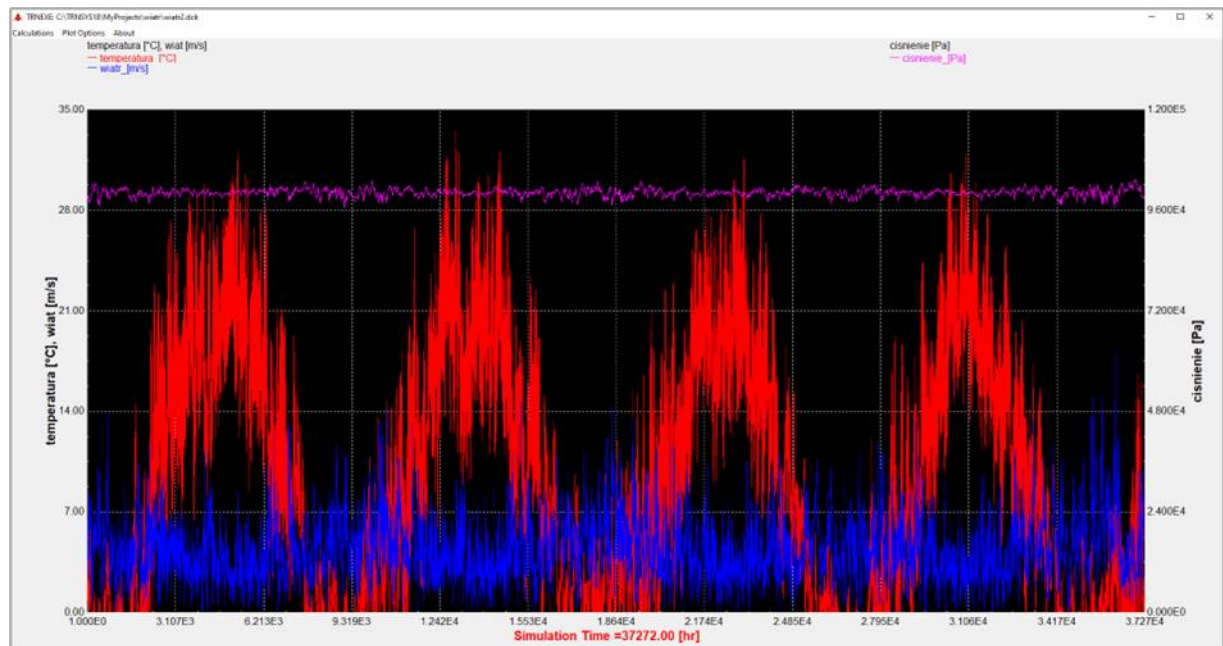 TRNEXE: C:\TRNSYS18\MyProjects\wiatr\wiatr2.dck
Calculations Plot Options About
temperatura [°C], wiat [m/s]
temperatura_[°C]
wiatr_[m/s]
cisnienie [Pa]
cisnienie_[Pa]
35.00
28.00
21.00
14.00
7.00
0.00
temperatura [°C], wiat [m/s]
1.200E5
9.600E4
7.200E4
4.800E4
2.400E4
0.000E0
cisnienie [Pa]
1.000E0 3.107E3 6.213E3 9.319E3 1.242E4 1.553E4 1.864E4 2.174E4 2.485E4 2.795E4 3.106E4 3.417E4 3.727E4
Simulation Time =37272.00 [hr]